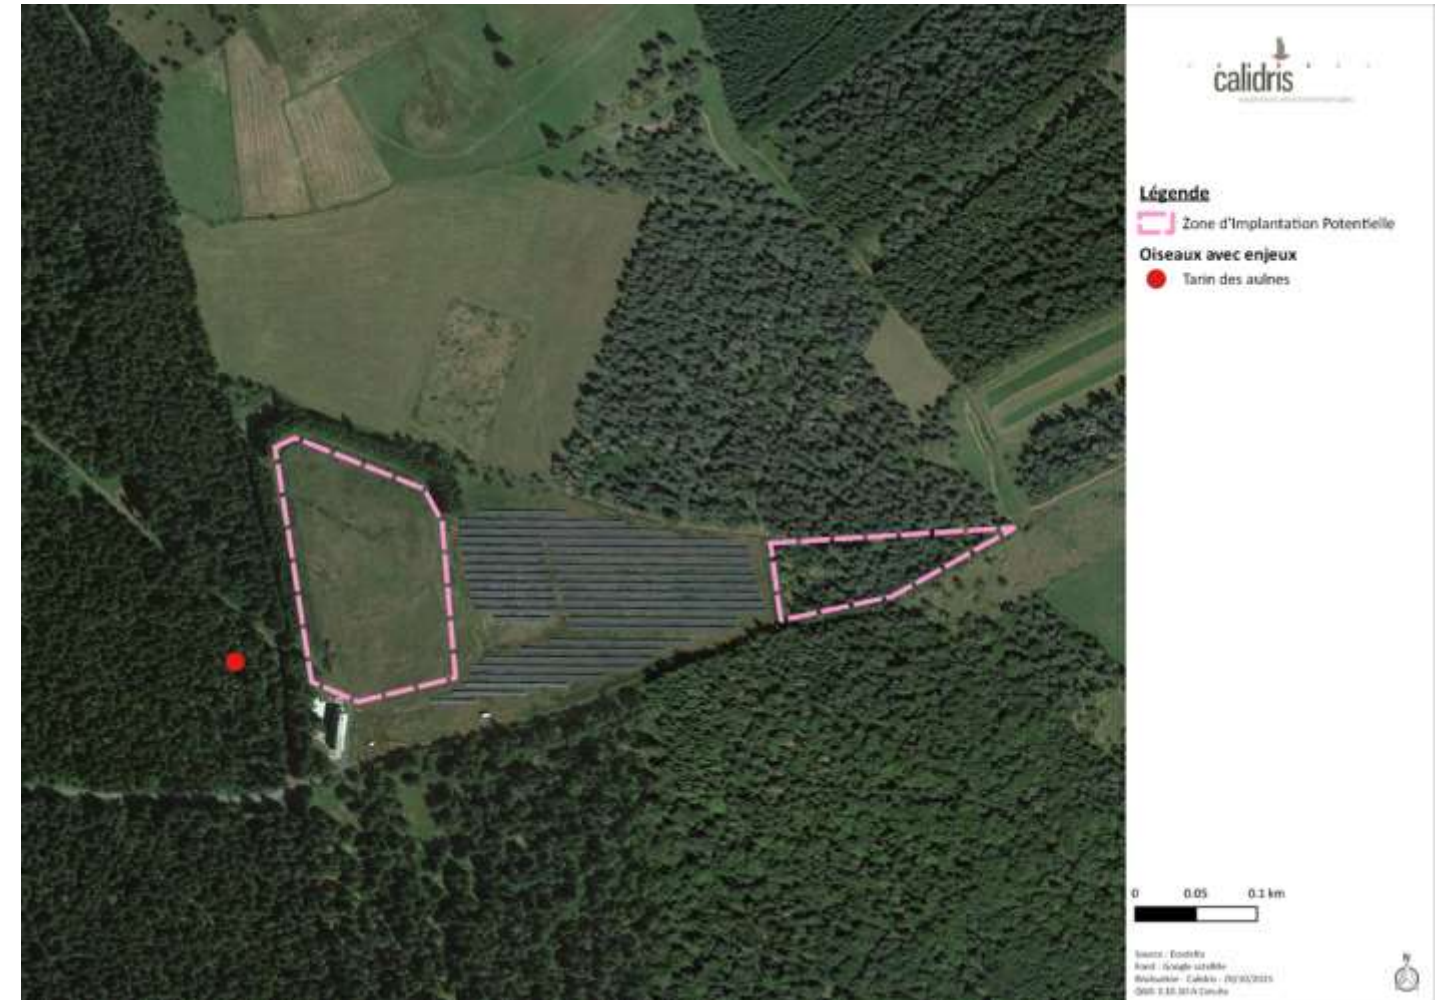 calidris
Légende
Zone d'Implantation Potentielle
Oiseaux avec enjeux
Tarin des aulnes
0 0.05 0.1 km
Source :
Fond : Google satellite
Réalisation : Calidris -
N